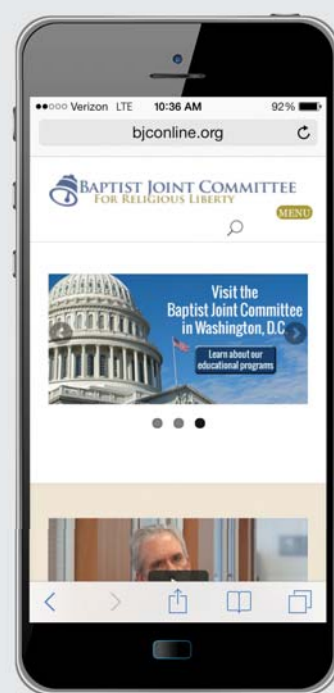 Verizon LTE 10:36 AM 92%
bjconline.org
BAPTIST JOINT COMMITTEE
FOR RELIGIOUS LIBERTY
MENU
Visit the
Baptist Joint Committee
in Washington, D.C.
Learn about our
educational programs